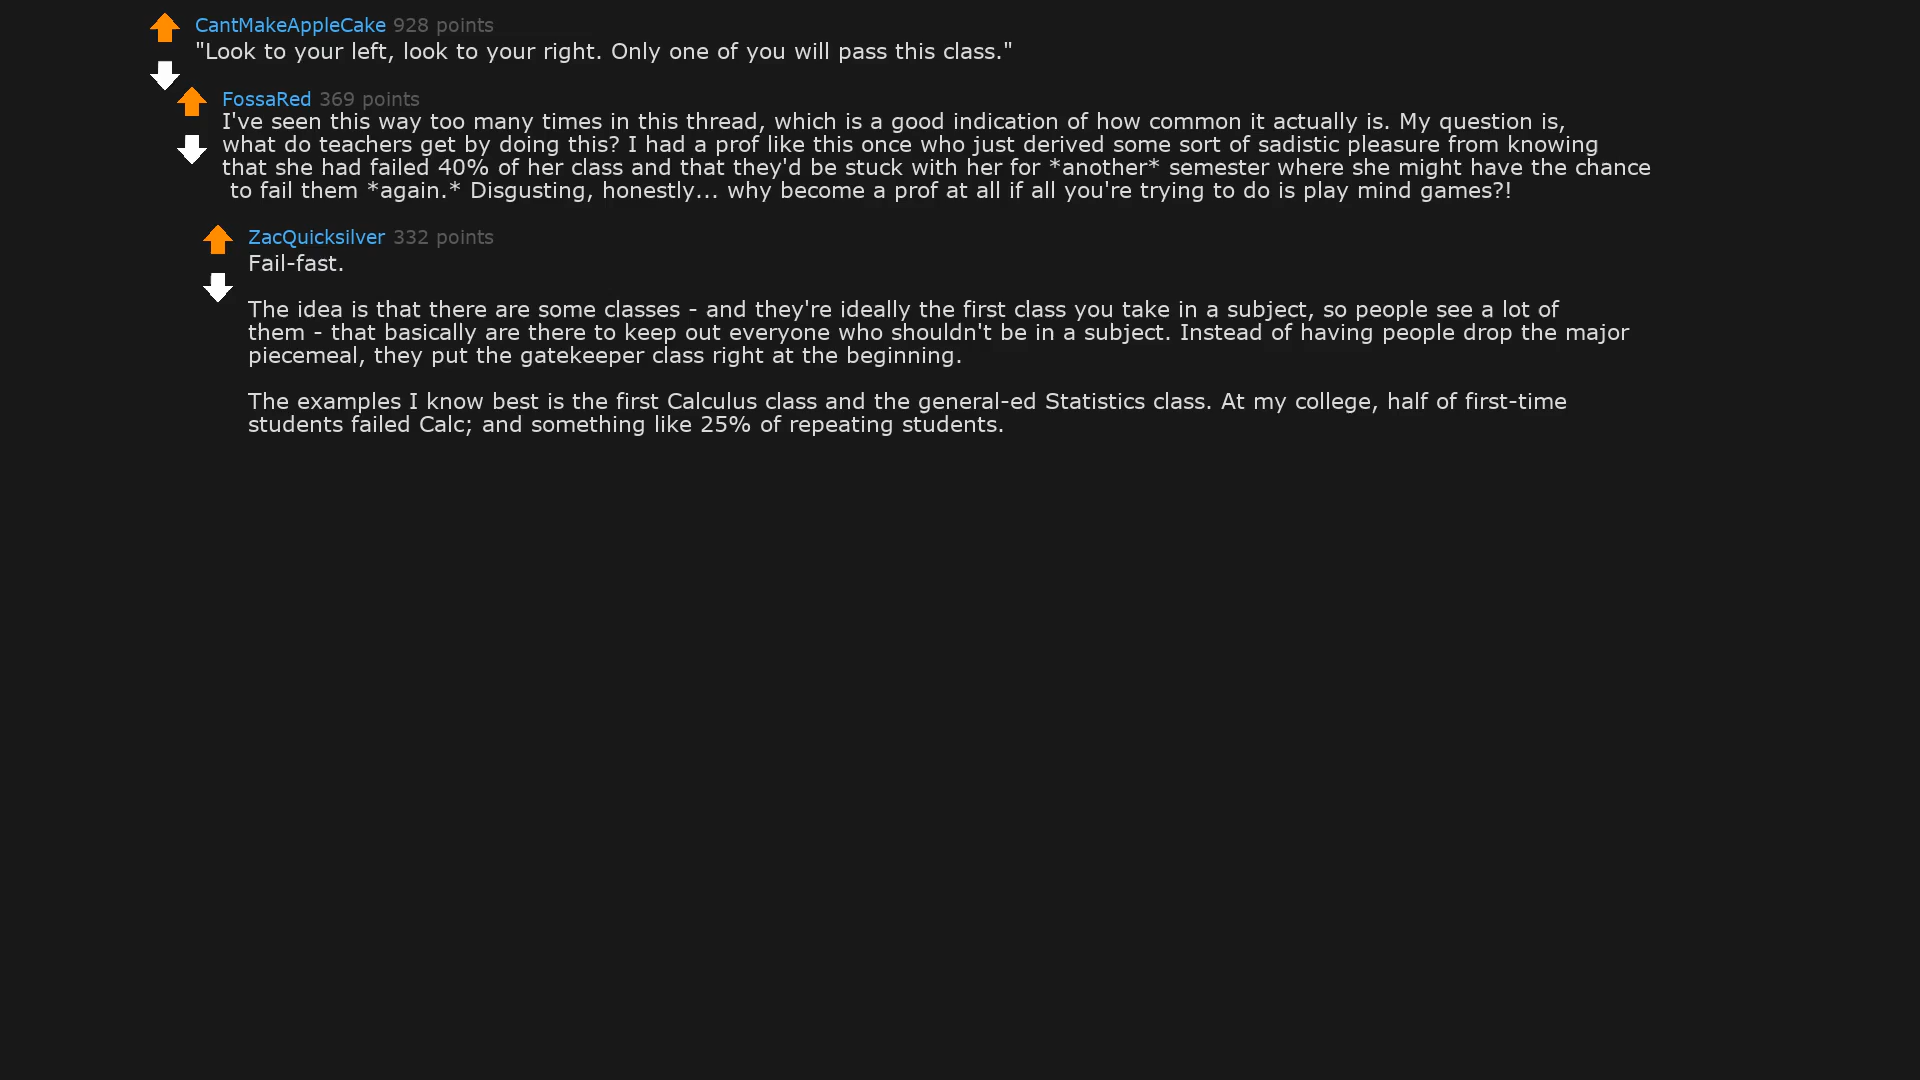 CantMakeAppleCake 928 points
"Look to your left, look to your right. Only one of you will pass this class."
FossaRed 369 points
I've seen this way too many times in this thread, which is a good indication of how common it actually is. My question is,
what do teachers get by doing this? I had a prof like this once who just derived some sort of sadistic pleasure from knowing
that she had failed 40% of her class and that they'd be stuck with her for *another* semester where she might have the chance
to fail them *again.* Disgusting, honestly... why become a prof at all if all you're trying to do is play mind games?!
ZacQuicksilver 332 points
Fail-fast.
The idea is that there are some classes - and they're ideally the first class you take in a subject, so people see a lot of
them - that basically are there to keep out everyone who shouldn't be in a subject. Instead of having people drop the major
piecemeal, they put the gatekeeper class right at the beginning.
The examples I know best is the first Calculus class and the general-ed Statistics class. At my college, half of first-time
students failed Calc; and something like 25% of repeating students.